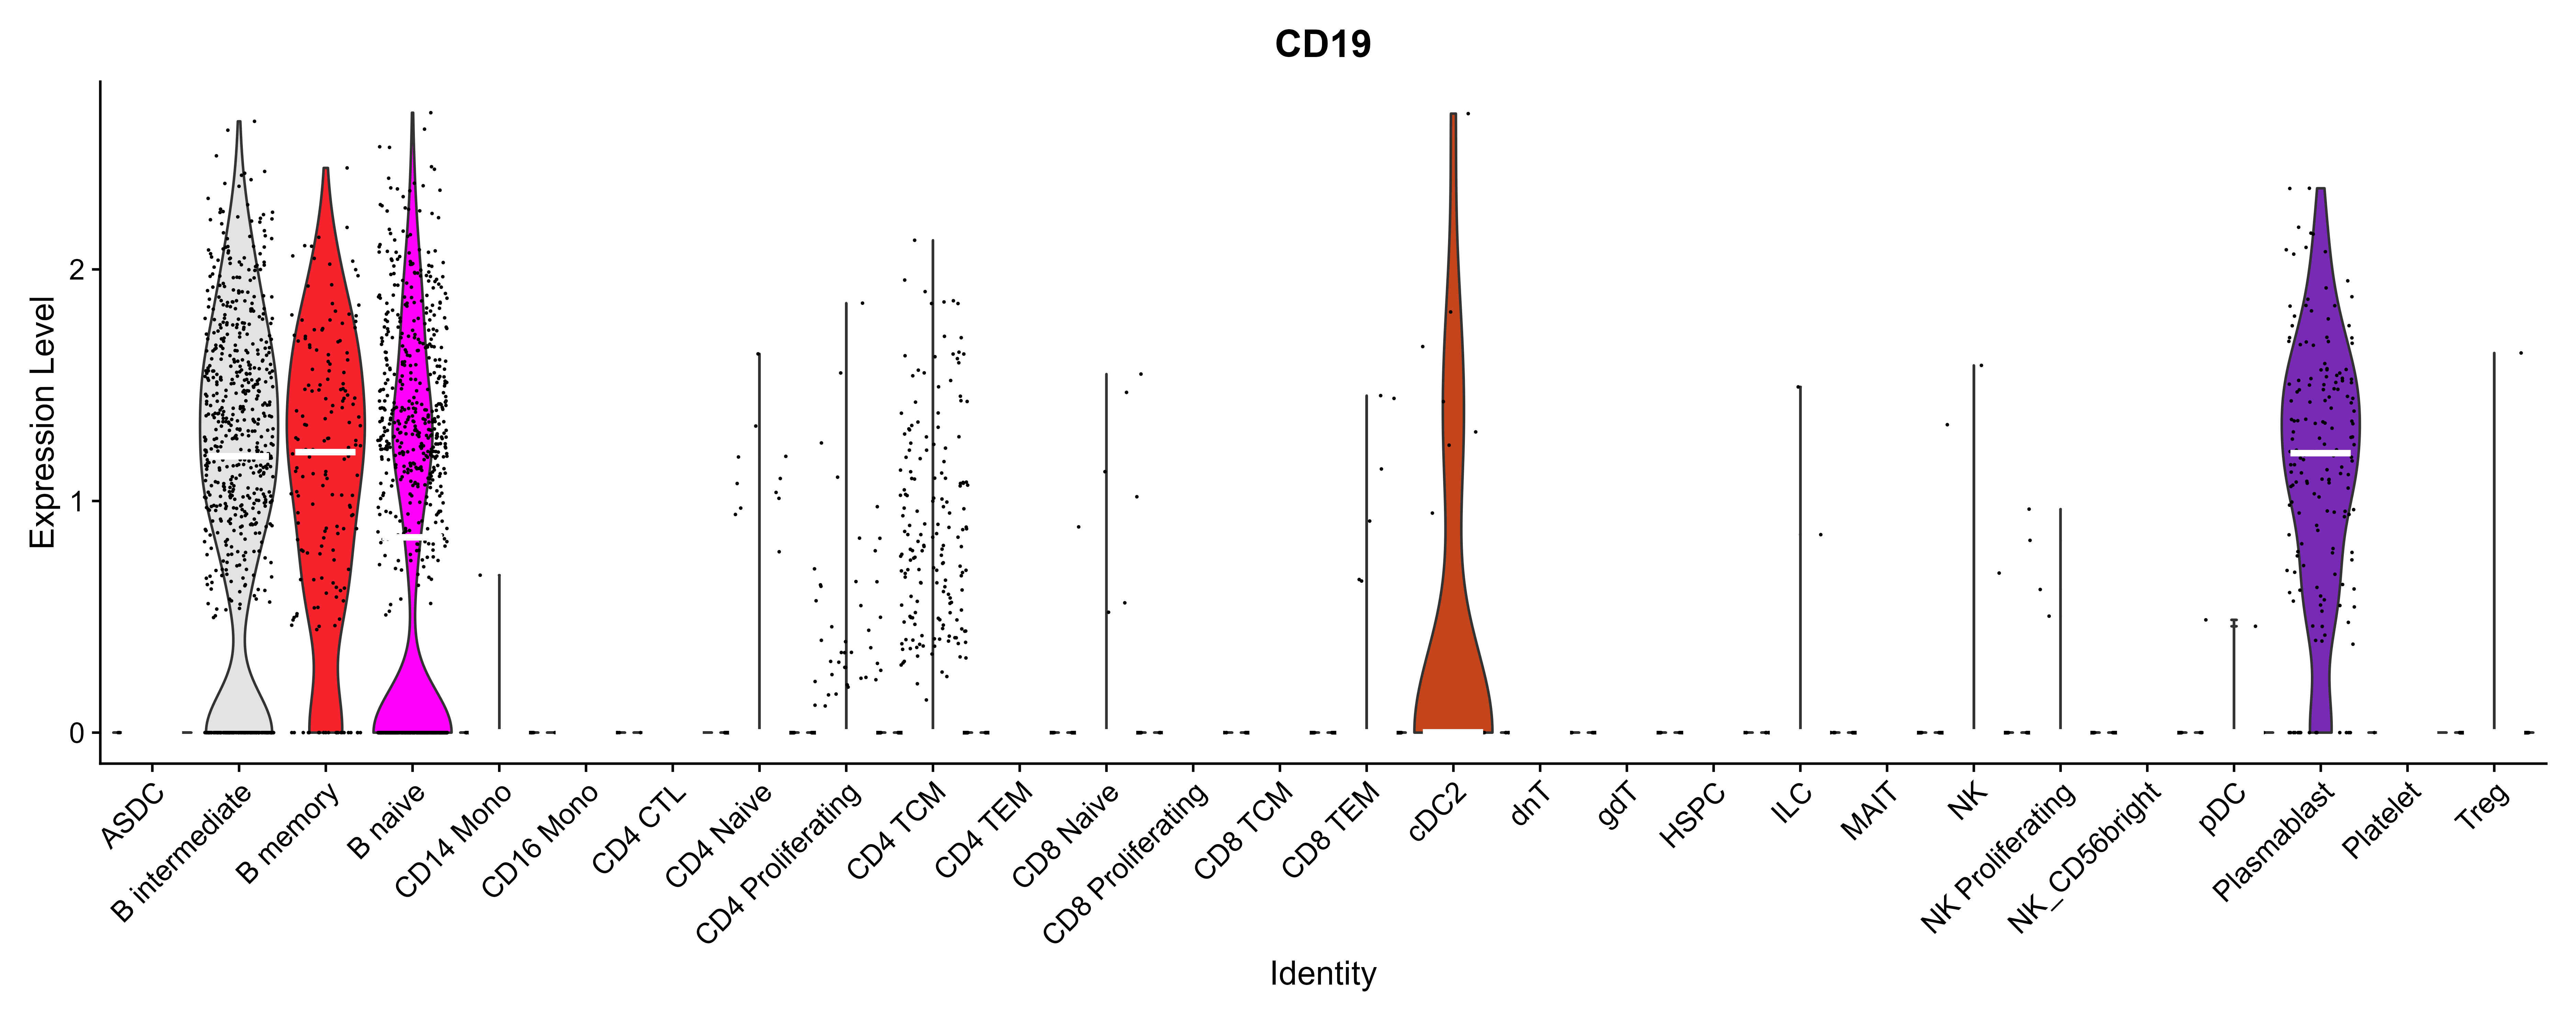 CD19
Expression Level
2
1
0
ASDC
B intermediate
B memory
B naive
CD14 Mono
CD16 Mono
CD4 CTL
CD4 Naive
CD4 Proliferating
CD4 TCM
CD4 TEM
CD8 Naive
CD8 Proliferating
CD8 TCM
CD8 TEM
cDC2
dnT
gdT
HSPC
ILC
MAIT
NK
NK Proliferating
NK_CD56bright
pDC
Plasmablast
Platelet
Treg
Identity